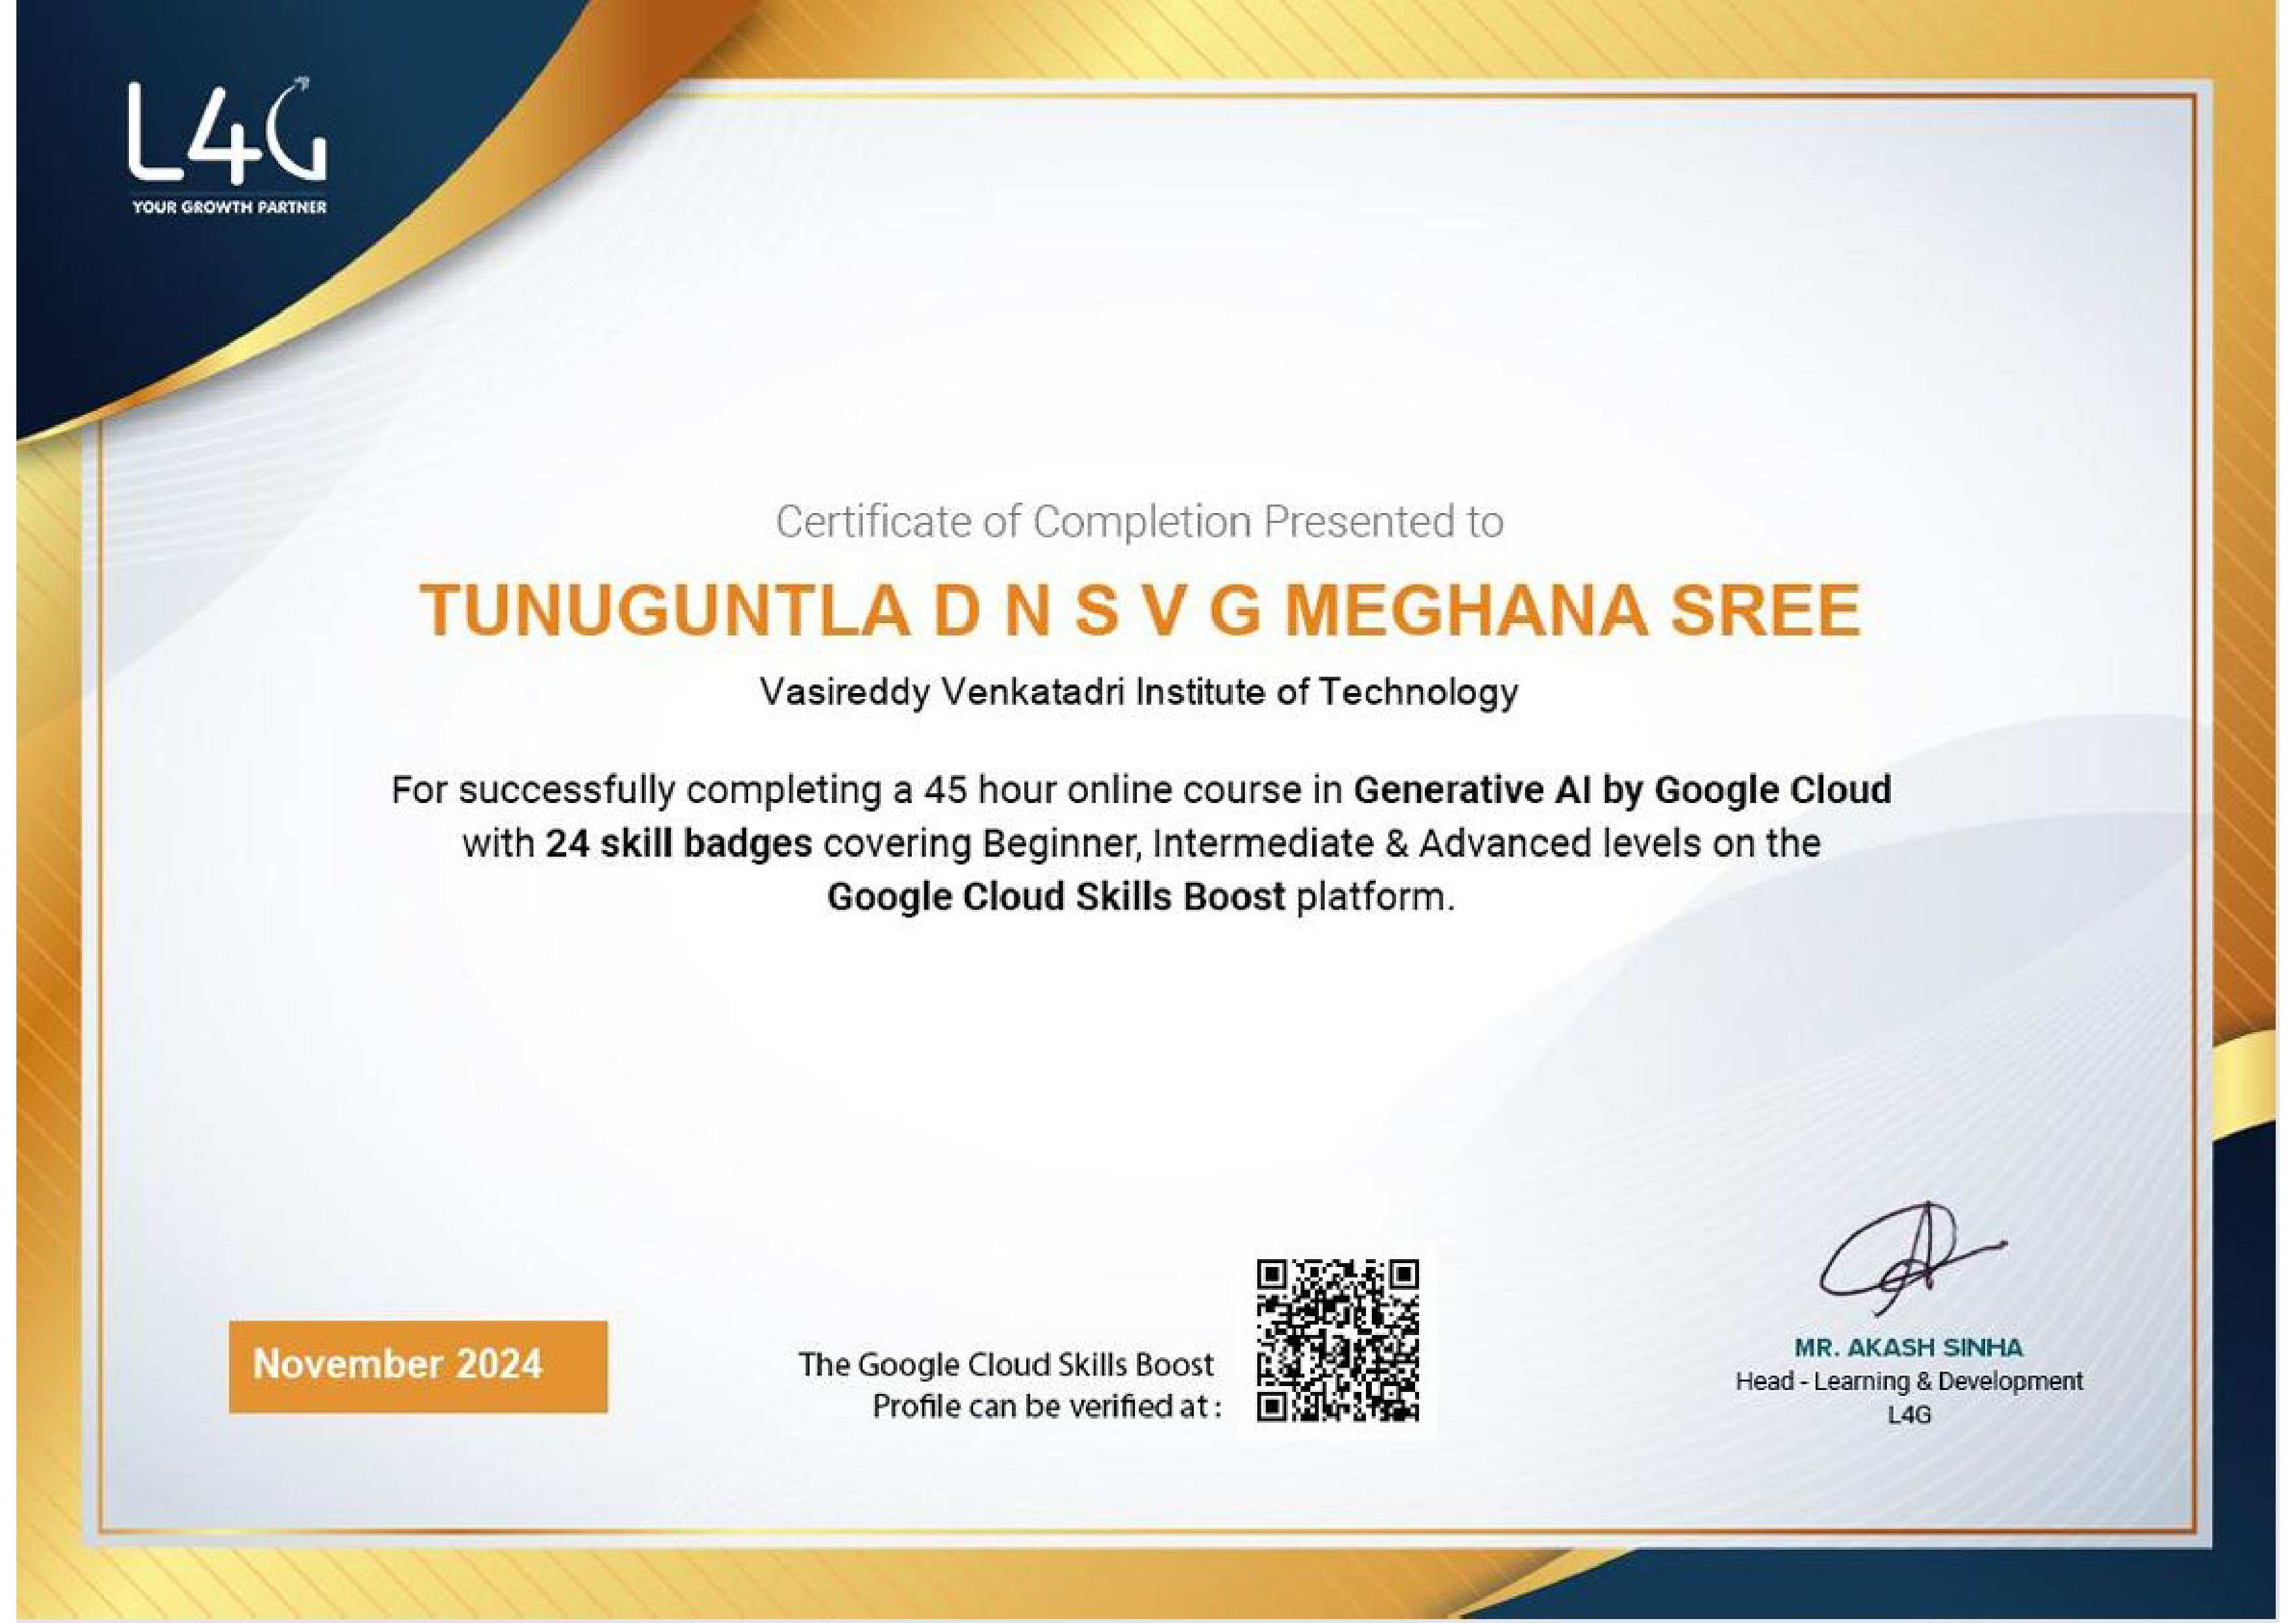 L4G
YOUR GROWTH PARTNER
Certificate of Completion Presented to
TUNUGUNTLA D N S V G MEGHANA SREE
Vasireddy Venkatadri Institute of Technology
For successfully completing a 45 hour online course in Generative AI by Google Cloud
with 24 skill badges covering Beginner, Intermediate & Advanced levels on the
Google Cloud Skills Boost platform.
November 2024
The Google Cloud Skills Boost
Profile can be verified at :
MR. AKASH SINHA
Head - Learning & Development
L4G